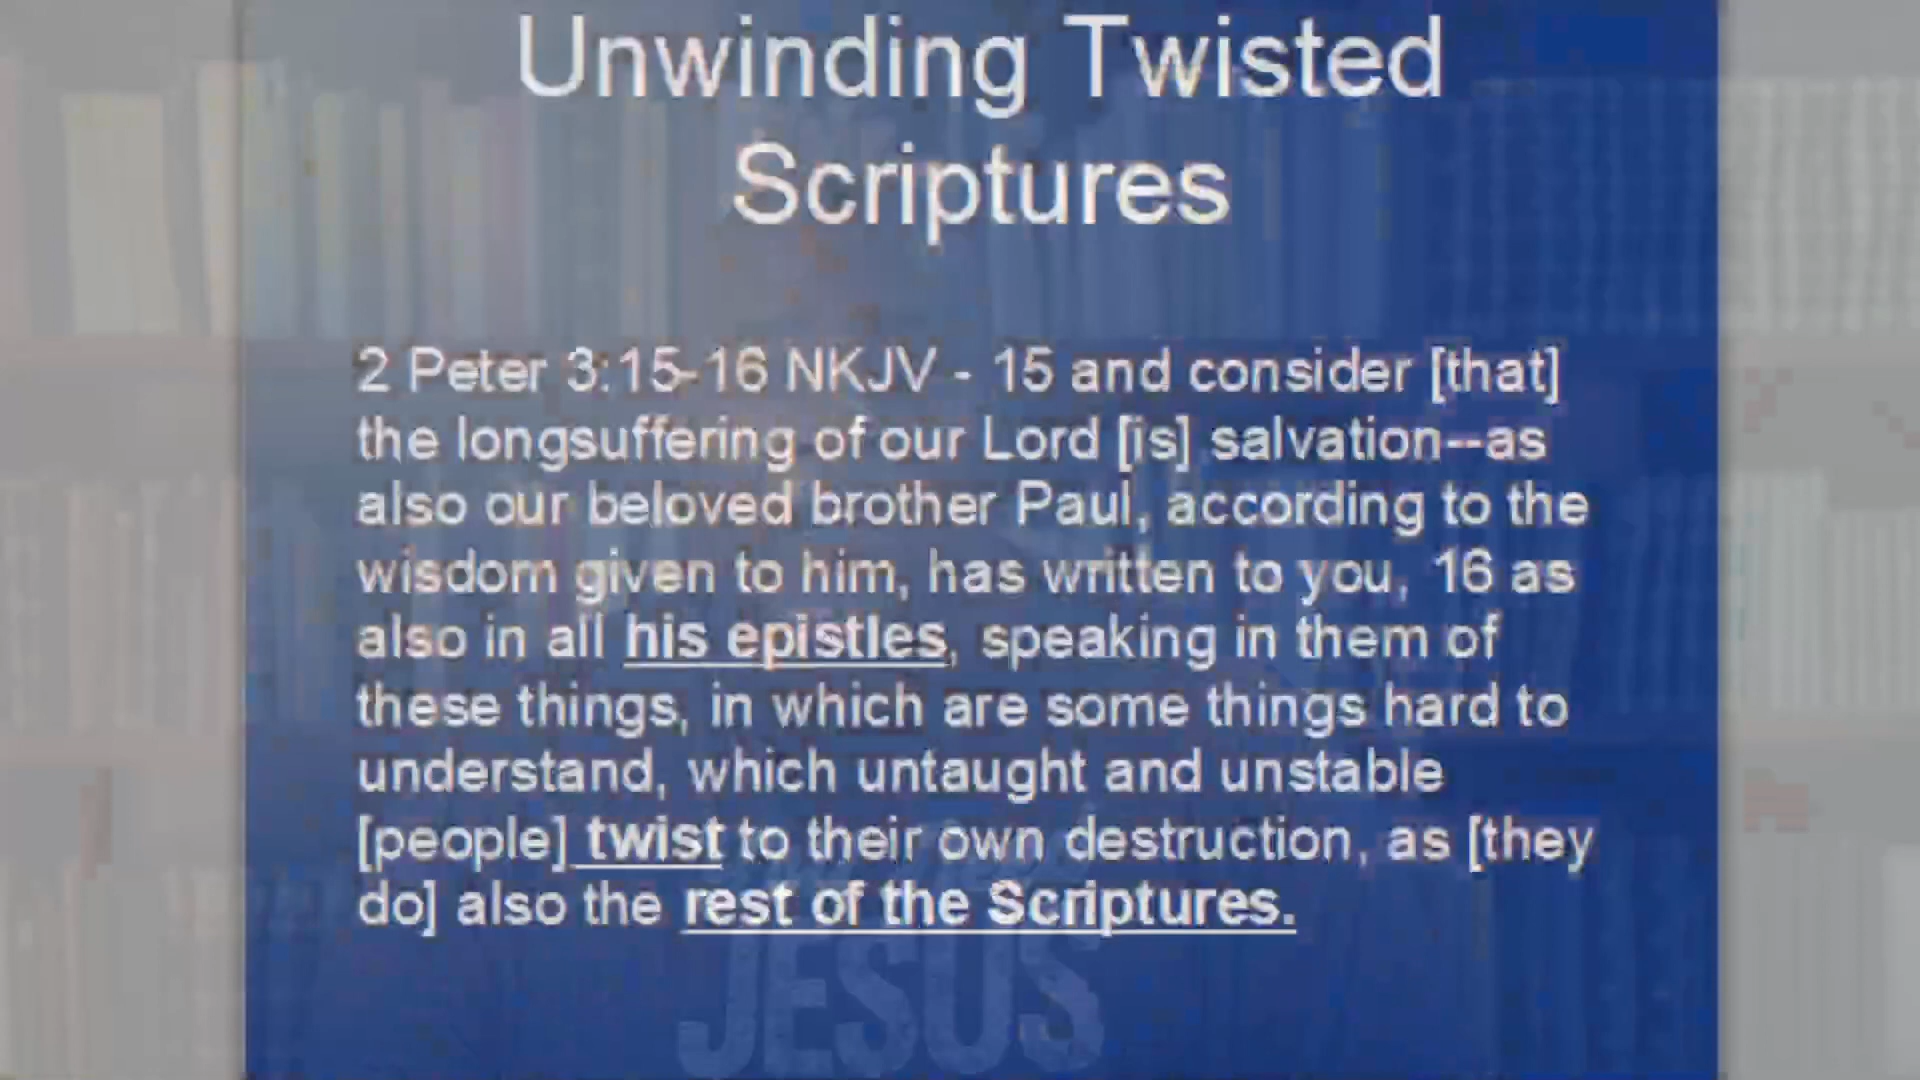 Unwinding Twisted
Scriptures
2 Peter 3:15-16 NKJV - 15 and consider [that]
the longsuffering of our Lord [is] salvation--as
also our beloved brother Paul, according to the
wisdom given to him, has written to you, 16 as
also in all his epistles, speaking in them of
these things, in which are some things hard to
understand, which untaught and unstable
[people] twist to their own destruction, as [they
do] also the rest of the Scriptures.
JESUS